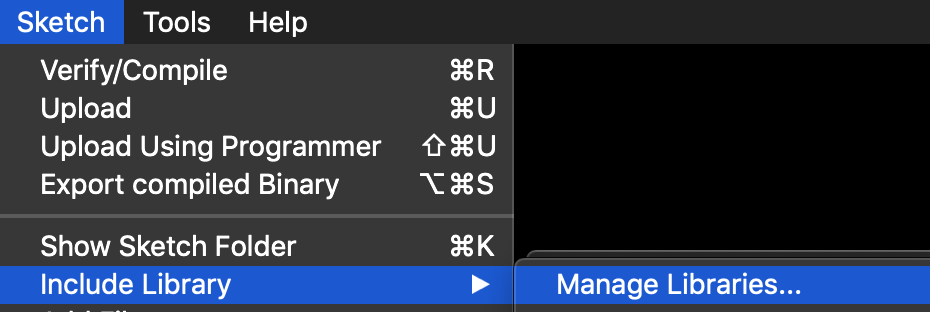 Sketch Tools Help
Verify/Compile ⌘R
Upload ⌘U
Upload Using Programmer ⇧⌘U
Export compiled Binary ⌥⌘S
Show Sketch Folder ⌘K
Include Library ▶ Manage Libraries...